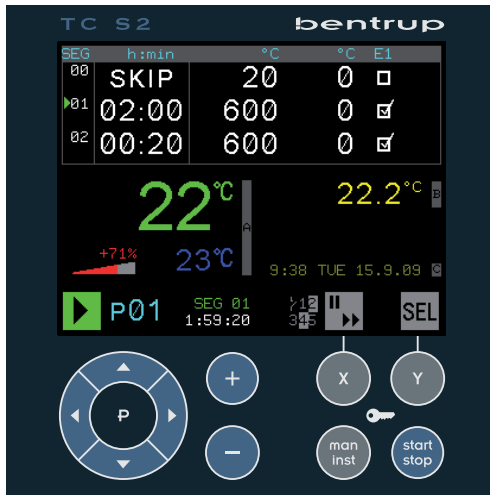 TC S2 bentrup
SEG h:min °C °C E1
00 SKIP 20 0
01 02:00 600 0
02 00:20 600 0
22°C 22.2°C B
A
+71% 23°C
9:38 TUE 15.9.09 C
P01 SEG 01 1:59:20 12 345 SEL
P + X Y
- man inst start stop